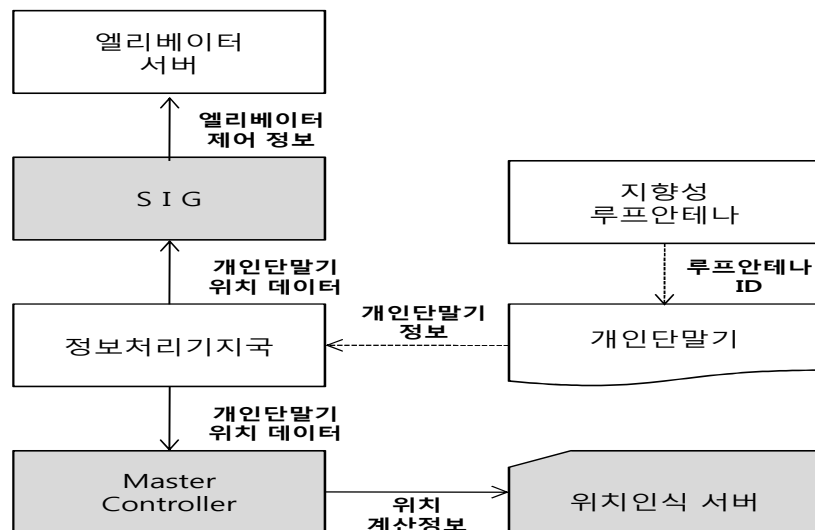 엘리베이터
서버
엘리베이터
제어 정보
S I G
지향성
루프안테나
개인단말기
위치 데이터
루프안테나
ID
개인단말기
정보
정보처리기지국
개인단말기
개인단말기
위치 데이터
Master
Controller
위치
계산정보
위치인식 서버